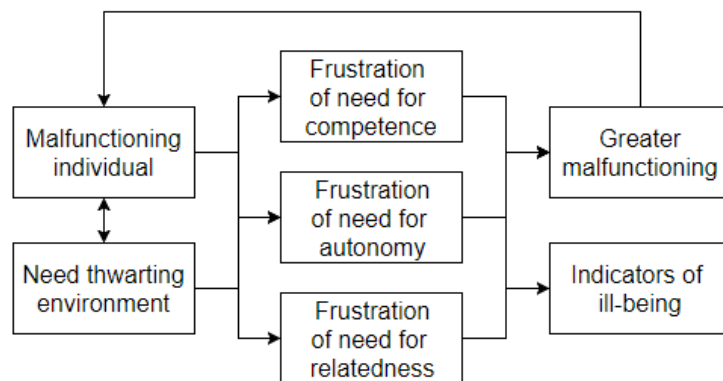 Malfunctioning
individual
Need thwarting
environment
Frustration
of need for
competence
Frustration
of need for
autonomy
Frustration
of need for
relatedness
Greater
malfunctioning
Indicators of
ill-being